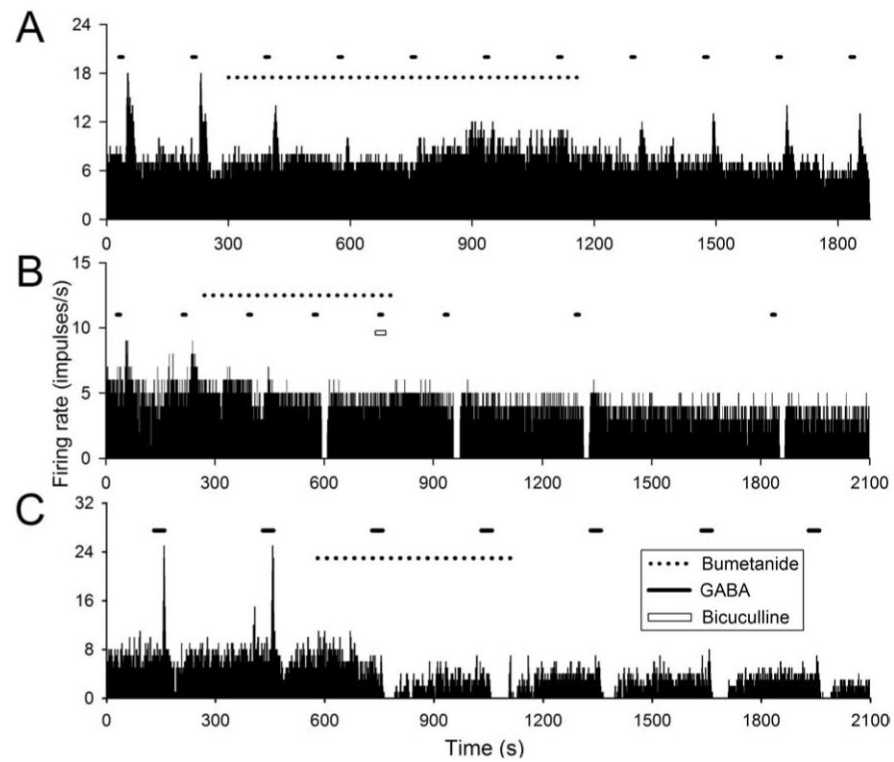 A
24
18
12
6
0
0 300 600 900 1200 1500 1800
B
15
10
5
0
0 300 600 900 1200 1500 1800 2100
Firing rate (impulses/s)
C
32
24
16
8
0
Bumetanide
GABA
Bicuculline
0 300 600 900 1200 1500 1800 2100
Time (s)